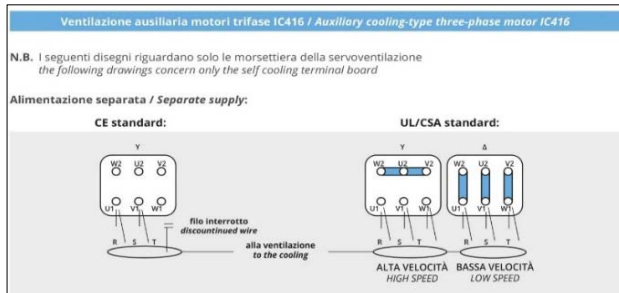 Ventilazione ausiliaria motori trifase IC416 / Auxiliary cooling-type three-phase motor IC416
N.B. I seguenti disegni riguardano solo le morsettiera della servoventilazione
the following drawings concern only the self cooling terminal board
Alimentazione separata / Separate supply:
CE standard:
UL/CSA standard:
Y
W2 U2 V2
U1 V1 W1
R S T
filo interrotto
discountinued wire
alla ventilazione
to the cooling
Y
W2 U2 V2
U1 V1 W1
R S T
ALTA VELOCITÀ
HIGH SPEED
Δ
W2 U2 V2
U1 V1 W1
R S T
BASSA VELOCITÀ
LOW SPEED